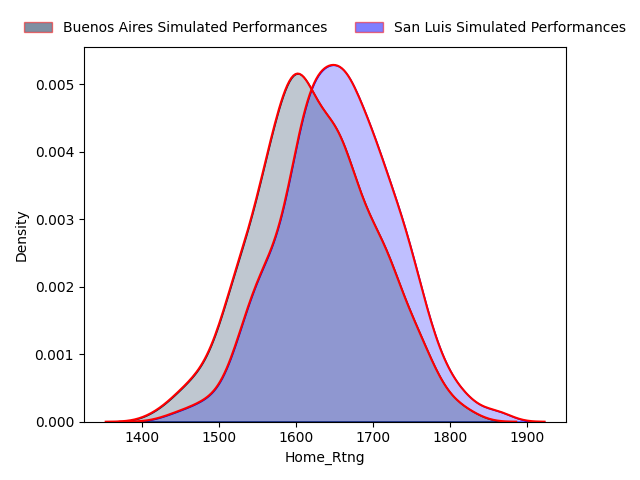 Buenos Aires Simulated Performances
San Luis Simulated Performances
0.005
0.004
0.003
0.002
0.001
0.000
Density
1400 1500 1600 1700 1800 1900
Home_Rtng